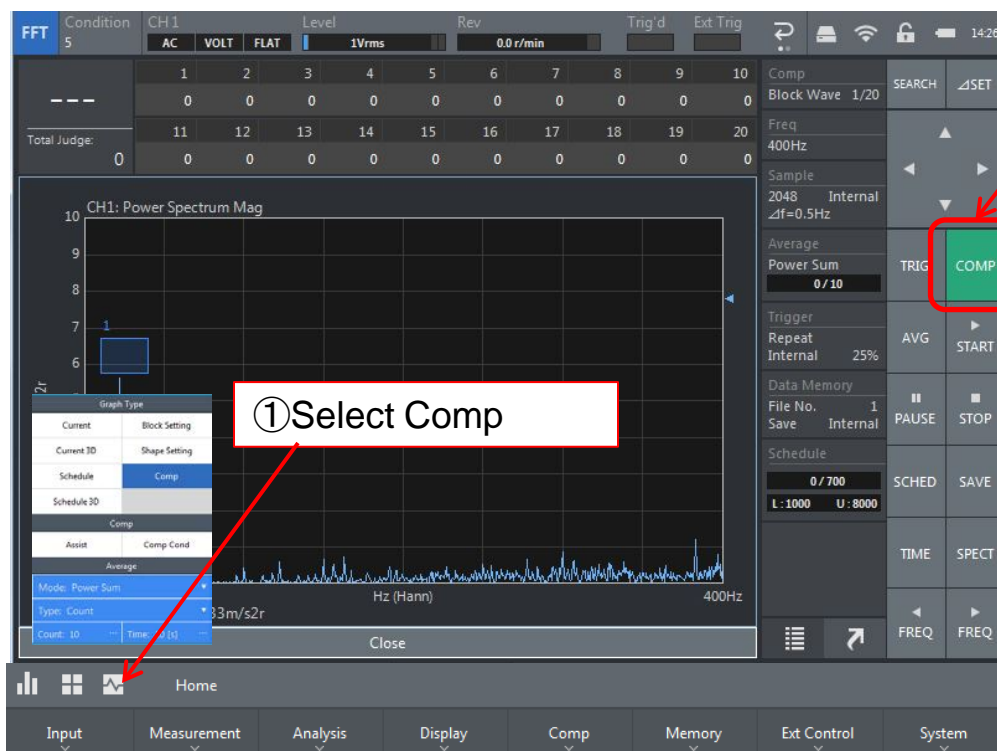 FFT Condition 5 CH1 Level Rev Trig'd Ext Trig 14:26
AC VOLT FLAT 1Vrms 0.0 r/min
1 2 3 4 5 6 7 8 9 10
--- 0 0 0 0 0 0 0 0 0 0
Total Judge: 11 12 13 14 15 16 17 18 19 20
0 0 0 0 0 0 0 0 0 0 0
Comp
Block Wave 1/20
Freq
400Hz
Sample
2048 Internal
⊿f=0.5Hz
Average
Power Sum
0/10
Trigger
Repeat
Internal 25%
Data Memory
File No. 1
Save Internal
Schedule
0/700
L:1000 U:8000
SEARCH ⊿SET
TRIG COMP
AVG START
PAUSE STOP
SCHED SAVE
TIME SPECT
FREQ FREQ
CH1: Power Spectrum Mag
10
9
8
7
1
6
2r
①Select Comp
Graph Type
Current Block Setting
Current 3D Shape Setting
Schedule Comp
Schedule 3D
Comp
Assist Comp Cond
Average
Mode: Power Sum
Type: Count
Count: 10 Time: [s]
Hz (Hann) 400Hz
33m/s2r
Close
Home
Input Measurement Analysis Display Comp Memory Ext Control System